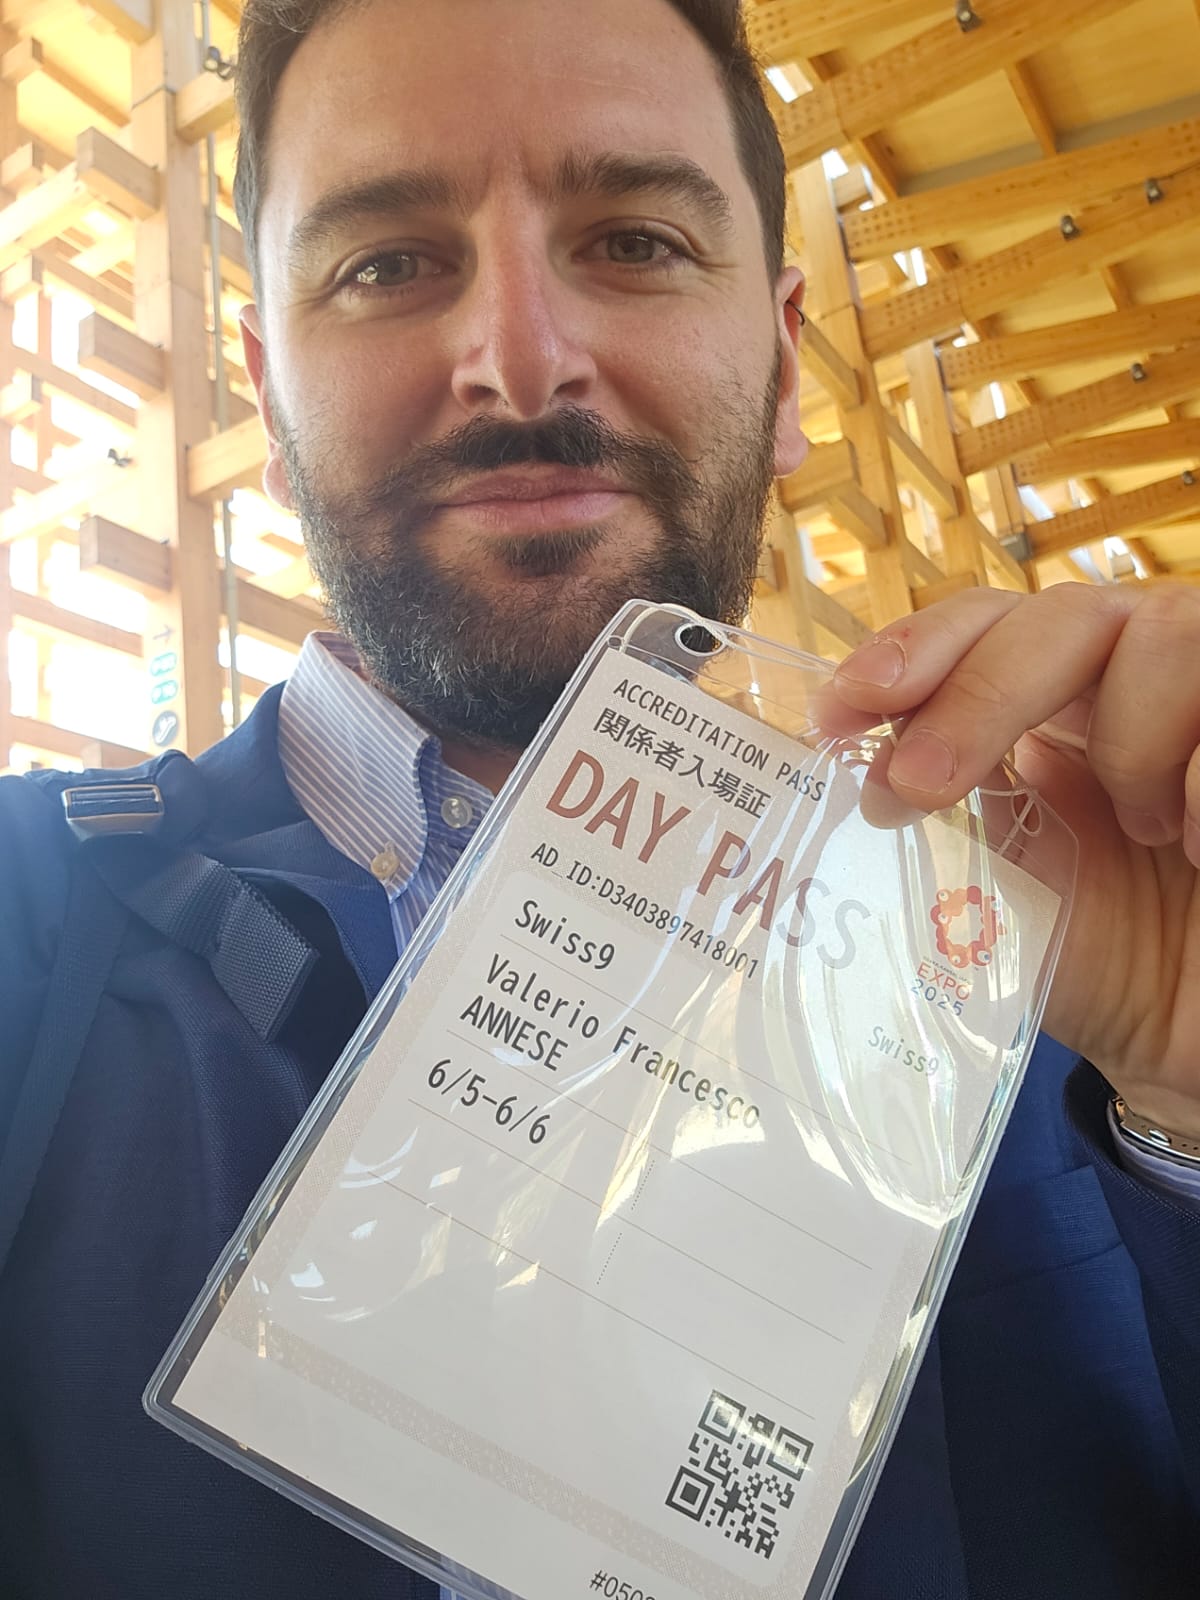 ACCREDITATION PASS
関係者入場証
DAY PASS
AD_ID:D3403897418001
Swiss9
Valerio Francesco
ANNESE
6/5-6/6
EXPO
2025
Swiss9